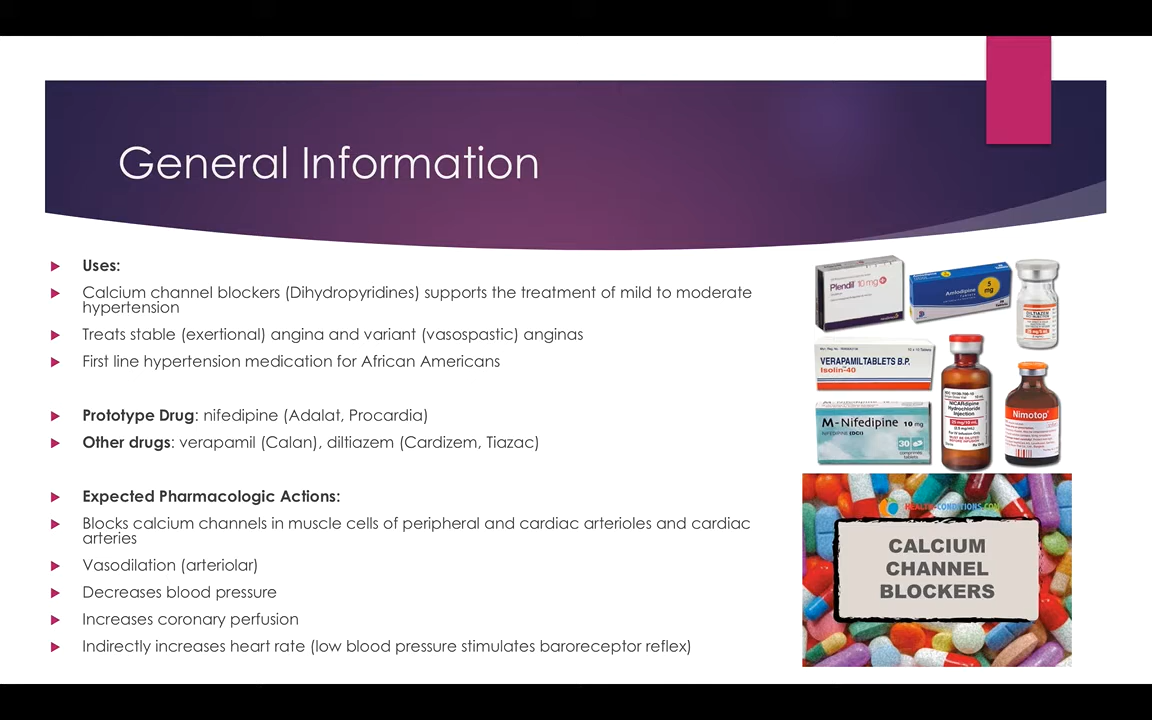 General Information
Uses:
Calcium channel blockers (Dihydropyridines) supports the treatment of mild to moderate
hypertension
Treats stable (exertional) angina and variant (vasospastic) anginas
First line hypertension medication for African Americans
Prototype Drug: nifedipine (Adalat, Procardia)
Other drugs: verapamil (Calan), diltiazem (Cardizem, Tiazac)
Expected Pharmacologic Actions:
Blocks calcium channels in muscle cells of peripheral and cardiac arterioles and cardiac
arteries
Vasodilation (arteriolar)
Decreases blood pressure
Increases coronary perfusion
Indirectly increases heart rate (low blood pressure stimulates baroreceptor reflex)
Plendil 10 mg
Amlodipine
5
mg
DILTIAZEM
VERAPAMIL TABLETS B.P.
Isolin-40
M-Nifedipine 10 mg
NIFEDIPINE (DCI)
30
NICARdipine
Hydrochloride
Injection
Nimotop
CALCIUM
CHANNEL
BLOCKERS